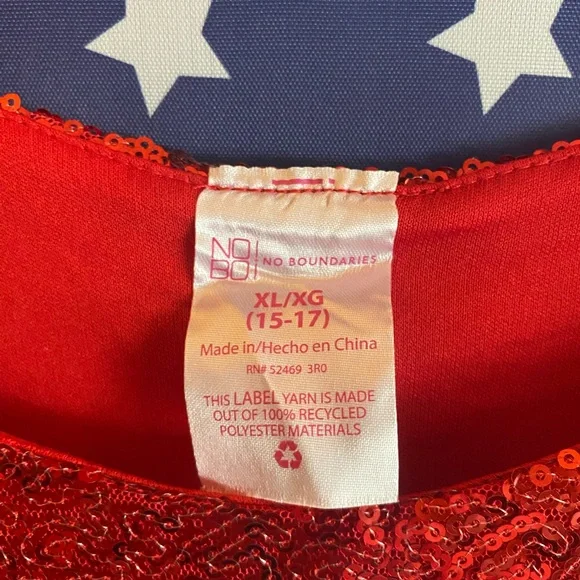 NO!
BO!
NO BOUNDARIES
XL/XG
(15-17)
Made in/Hecho en China
RN# 52469 3R0
THIS LABEL YARN IS MADE
OUT OF 100% RECYCLED
POLYESTER MATERIALS